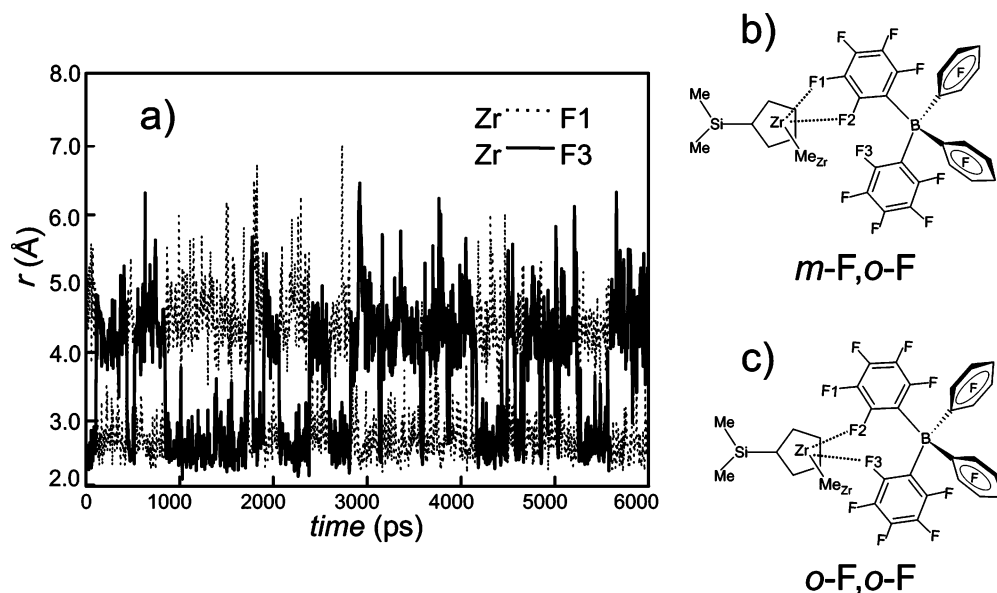 a)
Zr F1
Zr F3
8.0
7.0
6.0
5.0
4.0
3.0
2.0
r (Å)
0 1000 2000 3000 4000 5000 6000
time (ps)
b)
F F
F1 F
F2
F
F
B
F3
F F
F F
Me
Si
Me
Zr
MeZr
m-F,o-F
c)
F F
F1 F
F2
F
F
B
F3
F F
F F
Me
Si
Me
Zr
MeZr
o-F,o-F